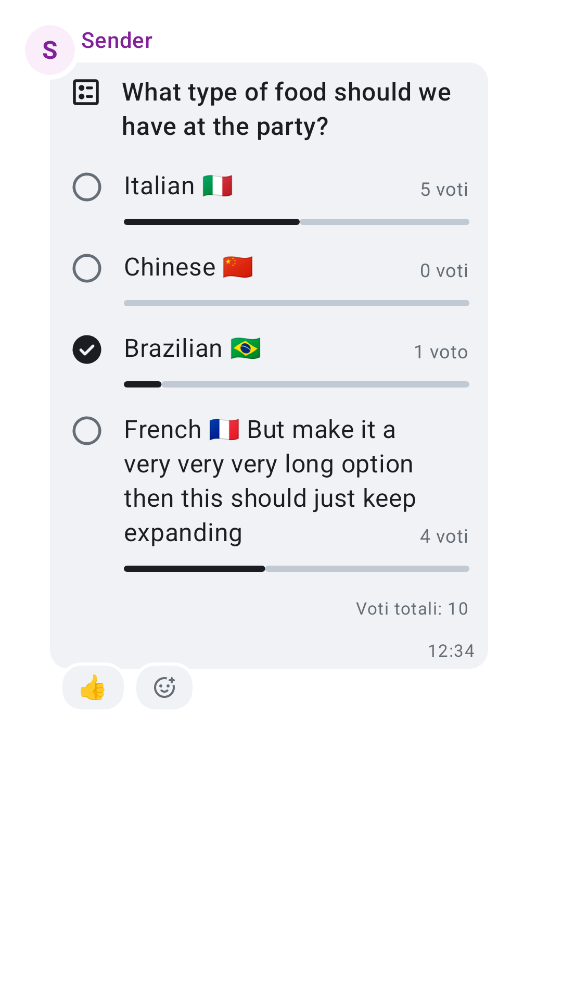 S
Sender
What type of food should we
have at the party?
Italian 🇮🇹
5 voti
Chinese 🇨🇳
0 voti
Brazilian 🇧🇷
1 voto
French 🇫🇷 But make it a
very very very long option
then this should just keep
expanding
4 voti
Voti totali: 10
12:34
👍